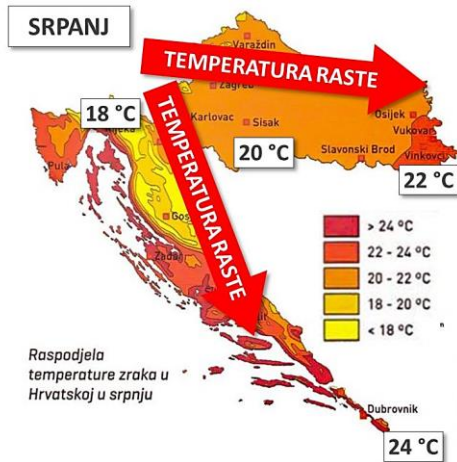 SRPANJ
Varaždin
TEMPERATURA RASTE
Zagreb
18 °C
Rijeka
Karlovac
Sisak
Osijek
Vukovar
Vinkovci
20 °C
Slavonski Brod
22 °C
Pula
TEMPERATURA RASTE
Zadar
> 24 °C
22 - 24 °C
20 - 22 °C
18 - 20 °C
< 18 °C
Raspodjela
temperature zraka u
Hrvatskoj u srpnju
Dubrovnik
24 °C